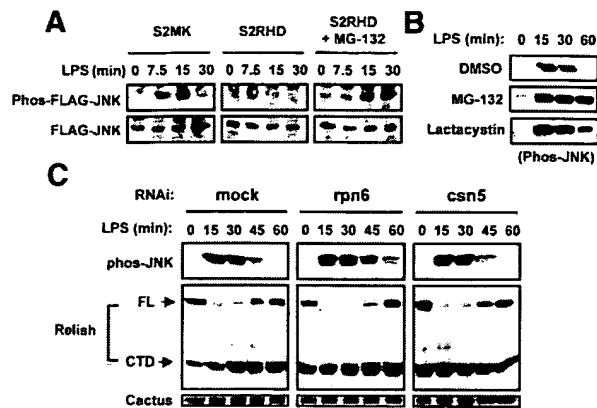 A
S2MK S2RHD S2RHD + MG-132
LPS (min) 0 7.5 15 30 0 7.5 15 30 0 7.5 15 30
Phos-FLAG-JNK
FLAG-JNK
B
LPS (min): 0 15 30 60
DMSO
MG-132
Lactacystin
(Phos-JNK)
C
RNAi: mock rpn6 csn5
LPS (min): 0 15 30 45 60 0 15 30 45 60 0 15 30 45 60
phos-JNK
FL
Relish
CTD
Cactus